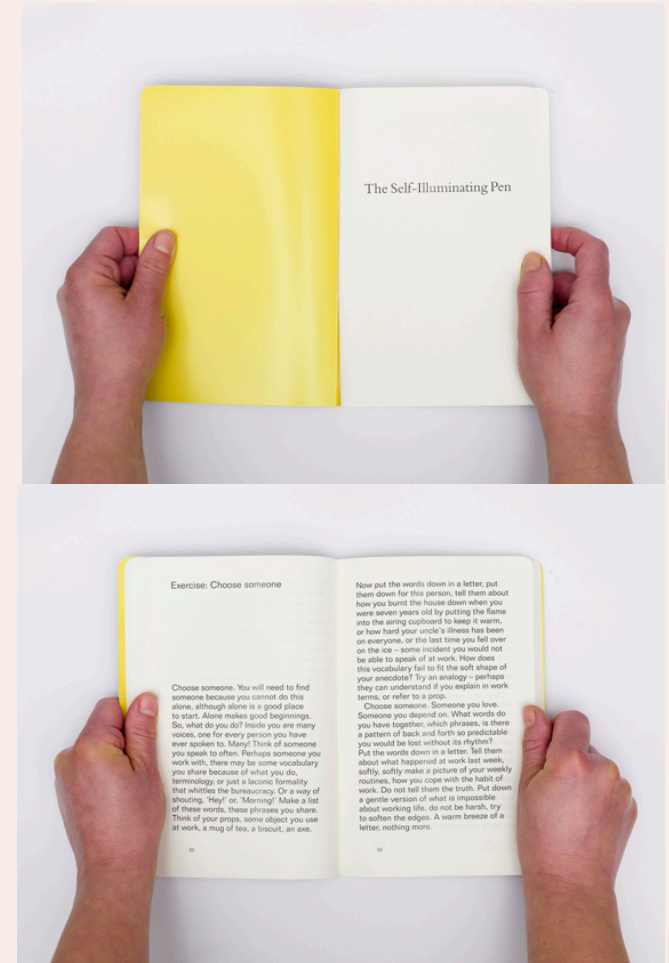 The Self-Illuminating Pen
Exercise: Choose someone
Choose someone. You will need to find
someone because you cannot do this
alone, although alone is a good place
to start. Alone makes good beginnings.
So, what do you do? Inside you are many
voices, one for every person you have
ever spoken to. Many! Think of someone
you speak to often. Perhaps someone you
work with, there may be some vocabulary
you share because of what you do,
terminology, or just a laconic formality
that whittles the bureaucracy. Or a way of
shouting, 'Hey!' or, 'Morning!' Make a list
of these words, these phrases you share.
Think of your props, some object you use
at work, a mug of tea, a biscuit, an axe.
Now put the words down in a letter, put
them down for this person, tell them about
how you burnt the house down when you
were seven years old by putting the flame
into the airing cupboard to keep it warm,
or how hard your uncle's illness has been
on everyone, or the last time you fell over
on the ice – some incident you would not
be able to speak of at work. How does
this vocabulary fail to fit the soft shape of
your anecdote? Try an analogy – perhaps
they can understand if you explain in work
terms, or refer to a prop.
Choose someone. Someone you love.
Someone you depend on. What words do
you have together, which phrases, is there
a pattern of back and forth so predictable
you would be lost without its rhythm?
Put the words down in a letter. Tell them
about what happened at work last week,
softly, softly make a picture of your weekly
routines, how you cope with the habit of
work. Do not tell them the truth. Put down
a gentle version of what is impossible
about working life, do not be harsh, try
to soften the edges. A warm breeze of a
letter, nothing more.